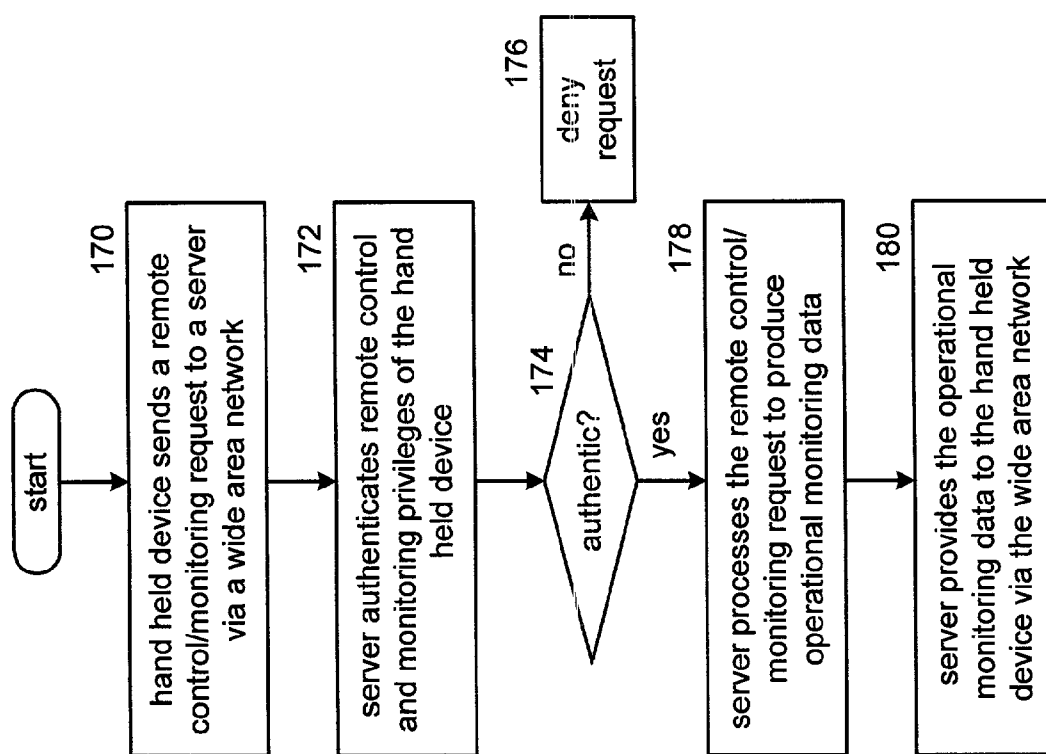 start
170
hand held device sends a remote
control/monitoring request to a server
via a wide area network
172
server authenticates remote control
and monitoring privileges of the hand
held device
174
authentic?
no
176
deny
request
yes
178
server processes the remote control/
monitoring request to produce
operational monitoring data
180
server provides the operational
monitoring data to the hand held
device via the wide area network